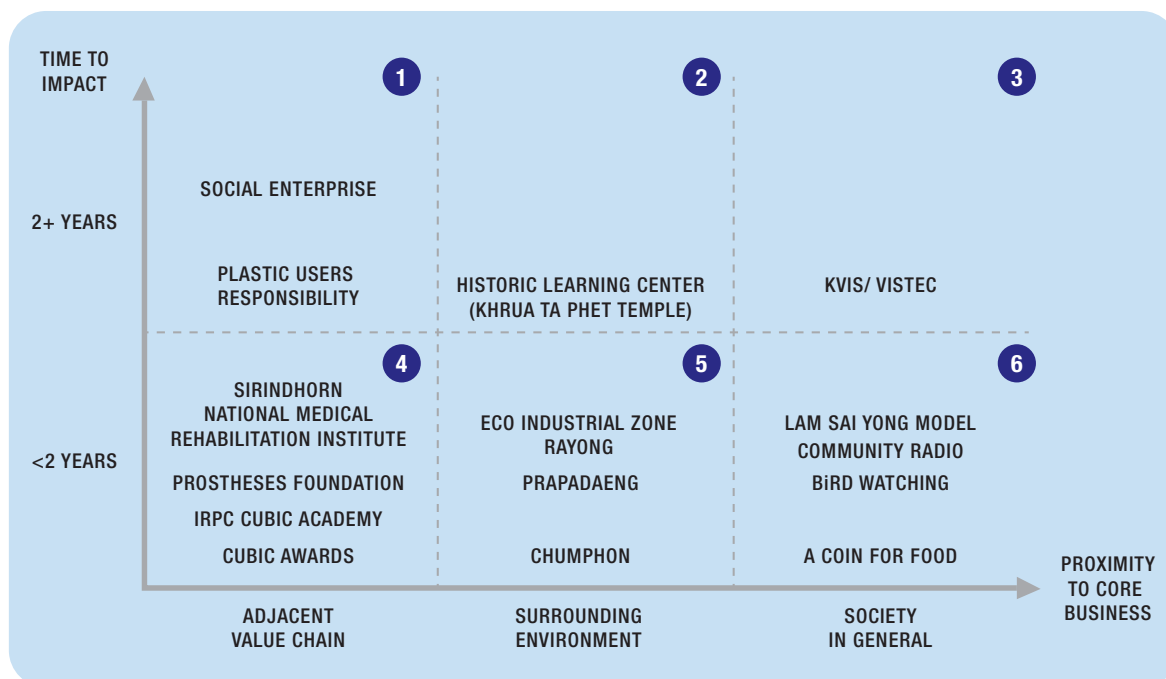 TIME TO
IMPACT
1
2
3
SOCIAL ENTERPRISE
2+ YEARS
PLASTIC USERS
RESPONSIBILITY
HISTORIC LEARNING CENTER
(KHRUA TA PHET TEMPLE)
KVIS/ VISTEC
4
5
6
SIRINDHORN
NATIONAL MEDICAL
REHABILITATION INSTITUTE
ECO INDUSTRIAL ZONE
RAYONG
LAM SAI YONG MODEL
COMMUNITY RADIO
<2 YEARS
PROSTHESES FOUNDATION
PRAPADAENG
BiRD WATCHING
IRPC CUBIC ACADEMY
CUBIC AWARDS
CHUMPHON
A COIN FOR FOOD
PROXIMITY
TO CORE
BUSINESS
ADJACENT
VALUE CHAIN
SURROUNDING
ENVIRONMENT
SOCIETY
IN GENERAL